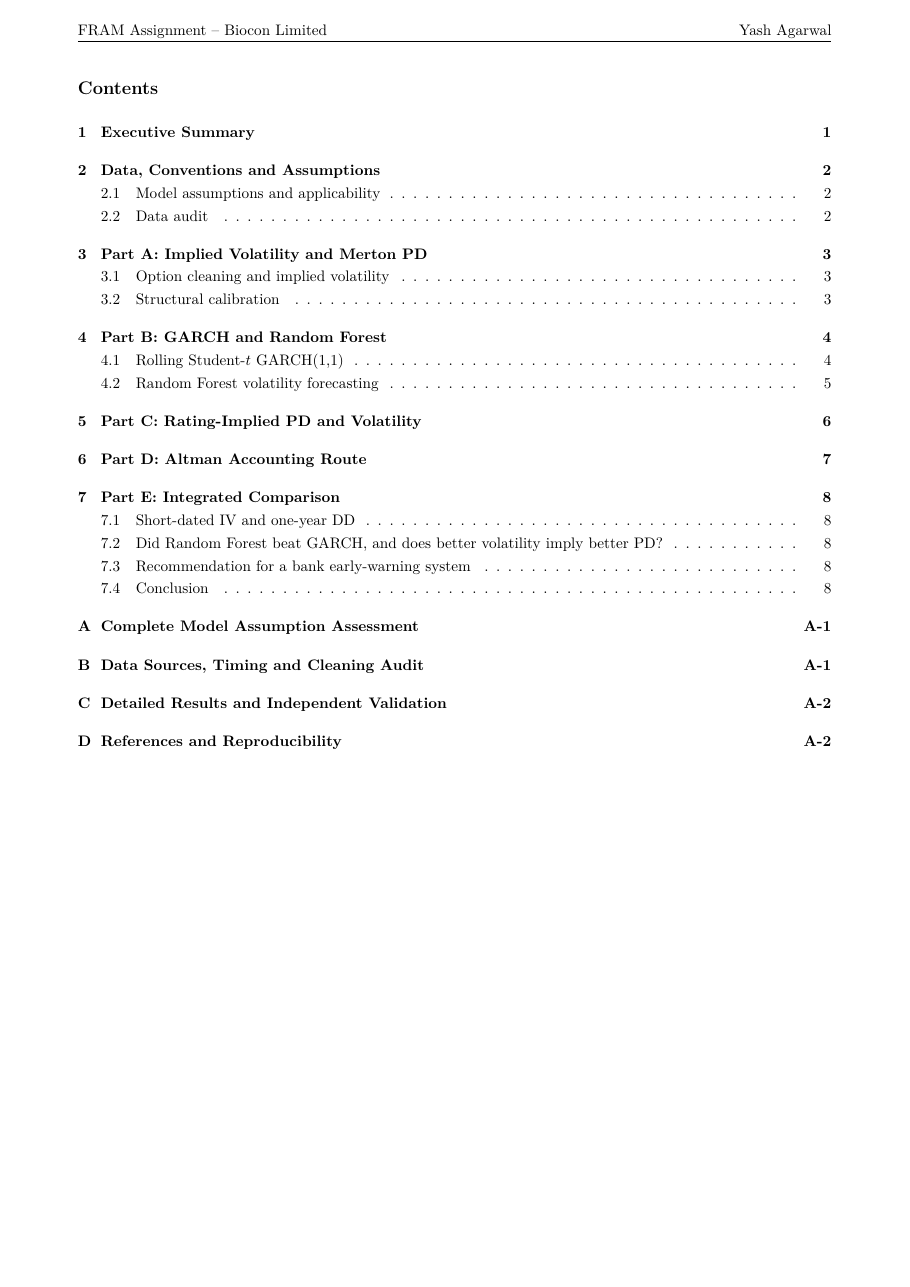 FRAM Assignment – Biocon Limited Yash Agarwal
Contents
1 Executive Summary 1
2 Data, Conventions and Assumptions 2
2.1 Model assumptions and applicability . . . . . . . . . . . . . . . . . . . . . . . . . . . . . . . . . . . 2
2.2 Data audit . . . . . . . . . . . . . . . . . . . . . . . . . . . . . . . . . . . . . . . . . . . . . . . . . 2
3 Part A: Implied Volatility and Merton PD 3
3.1 Option cleaning and implied volatility . . . . . . . . . . . . . . . . . . . . . . . . . . . . . . . . . . 3
3.2 Structural calibration . . . . . . . . . . . . . . . . . . . . . . . . . . . . . . . . . . . . . . . . . . . 3
4 Part B: GARCH and Random Forest 4
4.1 Rolling Student-t GARCH(1,1) . . . . . . . . . . . . . . . . . . . . . . . . . . . . . . . . . . . . . . 4
4.2 Random Forest volatility forecasting . . . . . . . . . . . . . . . . . . . . . . . . . . . . . . . . . . . 5
5 Part C: Rating-Implied PD and Volatility 6
6 Part D: Altman Accounting Route 7
7 Part E: Integrated Comparison 8
7.1 Short-dated IV and one-year DD . . . . . . . . . . . . . . . . . . . . . . . . . . . . . . . . . . . . . 8
7.2 Did Random Forest beat GARCH, and does better volatility imply better PD? . . . . . . . . . . . 8
7.3 Recommendation for a bank early-warning system . . . . . . . . . . . . . . . . . . . . . . . . . . . 8
7.4 Conclusion . . . . . . . . . . . . . . . . . . . . . . . . . . . . . . . . . . . . . . . . . . . . . . . . . 8
A Complete Model Assumption Assessment A-1
B Data Sources, Timing and Cleaning Audit A-1
C Detailed Results and Independent Validation A-2
D References and Reproducibility A-2